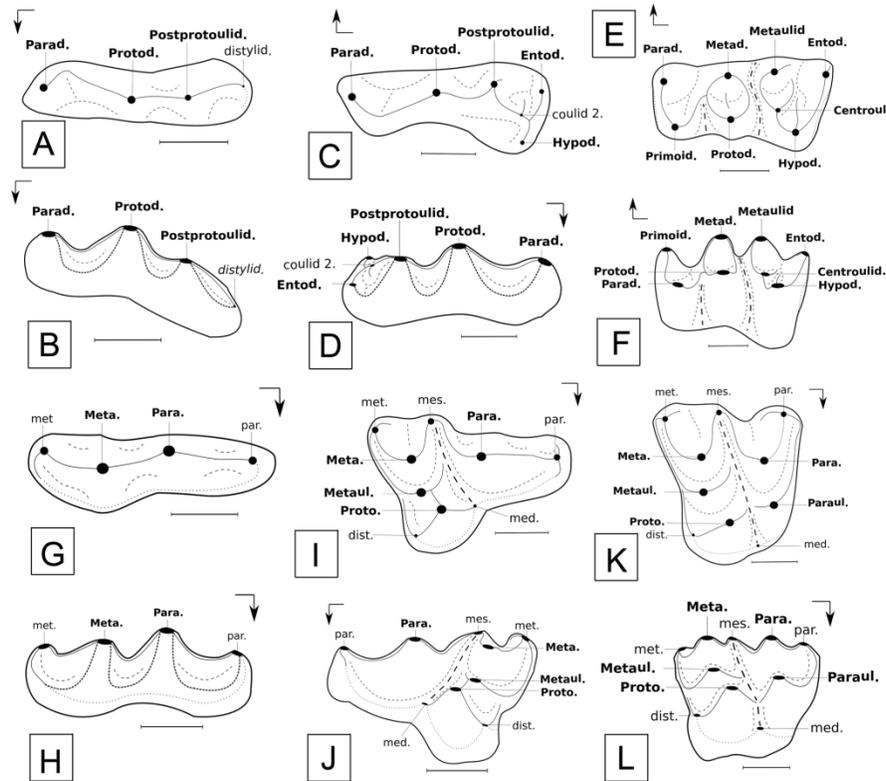 Parad.
Protod.
Postprotoulid.
distylid.
A
Parad.
Protod.
Postprotoulid.
Entod.
coulid 2.
Hypod.
C
E
Parad.
Metad.
Metaulid
Entod.
Centroul
Primoid.
Protod.
Hypod.
Parad.
Protod.
Postprotoulid.
distylid.
B
Postprotoulid.
Hypod.
Protod.
Parad.
coulid 2.
Entod.
D
Metaulid
Metad.
Primoid.
Entod.
Protod.
Parad.
Centroulid.
Hypod.
F
met
Meta.
Para.
par.
G
met.
mes.
Para.
par.
Meta.
Metaul.
Proto.
dist.
med.
I
met.
mes.
par.
Meta.
Para.
Metaul.
Paraul.
Proto.
dist.
med.
K
met.
Meta.
Para.
par.
H
par.
Para.
mes.
met.
Meta.
Metaul.
Proto.
med.
dist.
J
Meta.
mes.
Para.
met.
par.
Metaul.
Paraul.
Proto.
dist.
med.
L